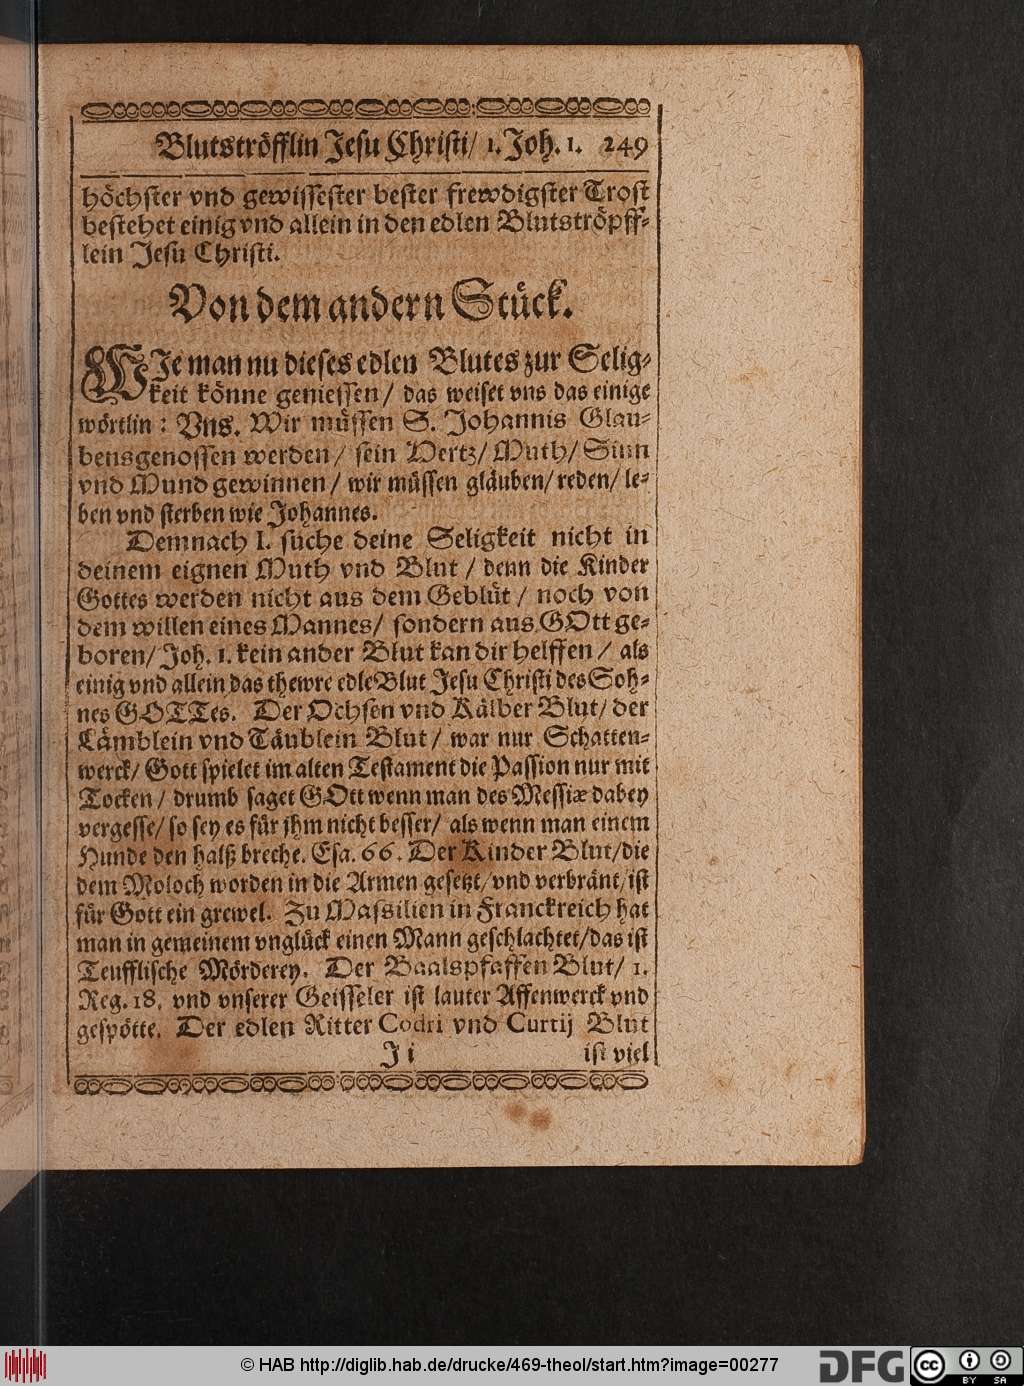 Blutströfflin Jesu Christi/ 1. Joh. 1. 249
höchster vnd gewissester bester frewdigster Trost
bestehet einig vnd allein in den edlen Blutströpff-
lein Jesu Christi.
Von dem andern Stück.
WIe man nu dieses edlen Blutes zur Selig-
keit könne geniessen/ das weiset vns das einige
wörtlin: Vns. Wir müssen S. Johannis Glau-
bensgenossen werden/ sein Hertz/ Muth/ Sinn
vnd Mund gewinnen/ wir müssen gläuben/ reden/ le-
ben vnd sterben wie Johannes.
Demnach I. suche deine Seligkeit nicht in
deinem eignen Muth vnd Blut/ denn die Kinder
Gottes werden nicht aus dem Geblüt/ noch von
dem willen eines Mannes/ sondern aus GOtt ge-
boren/ Joh. 1. kein ander Blut kan dir helffen/ als
einig vnd allein das thewre edle Blut Jesu Christi des Soh-
nes GOTTes. Der Ochsen vnd Kälber Blut/ der
Lämblein vnd Täublein Blut/ war nur Schatten-
werck/ Gott spielet im alten Testament die Passion nur mit
Tocken/ drumb saget GOtt wenn man des Messiæ dabey
vergesse/ so sey es für jhm nicht besser/ als wenn man einem
Hunde den halß breche. Esa. 66. Der Kinder Blut/ die
dem Moloch worden in die Armen gesetzt/ vnd verbränt/ ist
für Gott ein grewel. Zu Massilien in Franckreich hat
man in gemeinem vnglück einen Mann geschlachtet/ das ist
Teufflische Mörderey. Der Baalspfaffen Blut/ 1.
Reg. 18. vnd vnserer Geisseler ist lauter Affenwerck vnd
gespötte. Der edlen Ritter Codri vnd Curtij Blut
J i ist viel
© HAB http://diglib.hab.de/drucke/469-theol/start.htm?image=00277
DFG
cc BY SA